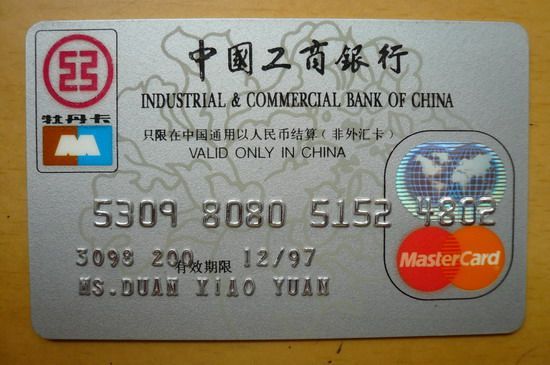 中國工商銀行
INDUSTRIAL & COMMERCIAL BANK OF CHINA
牡丹卡
M
只限在中国通用以人民币结算（非外汇卡）
VALID ONLY IN CHINA
5309 8080 5152 4802
3098 200 有效期限 12/97
MasterCard
MS.DUAN XiAO YUAN